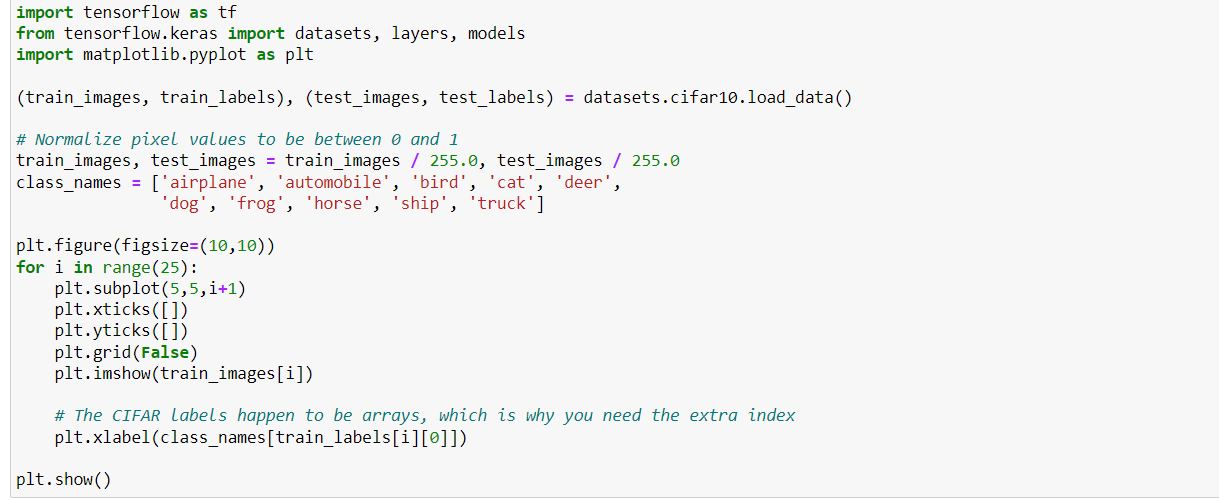 import tensorflow as tf
from tensorflow.keras import datasets, layers, models
import matplotlib.pyplot as plt

(train_images, train_labels), (test_images, test_labels) = datasets.cifar10.load_data()

# Normalize pixel values to be between 0 and 1
train_images, test_images = train_images / 255.0, test_images / 255.0
class_names = ['airplane', 'automobile', 'bird', 'cat', 'deer',
               'dog', 'frog', 'horse', 'ship', 'truck']

plt.figure(figsize=(10,10))
for i in range(25):
    plt.subplot(5,5,i+1)
    plt.xticks([])
    plt.yticks([])
    plt.grid(False)
    plt.imshow(train_images[i])

    # The CIFAR labels happen to be arrays, which is why you need the extra index
    plt.xlabel(class_names[train_labels[i][0]])

plt.show()